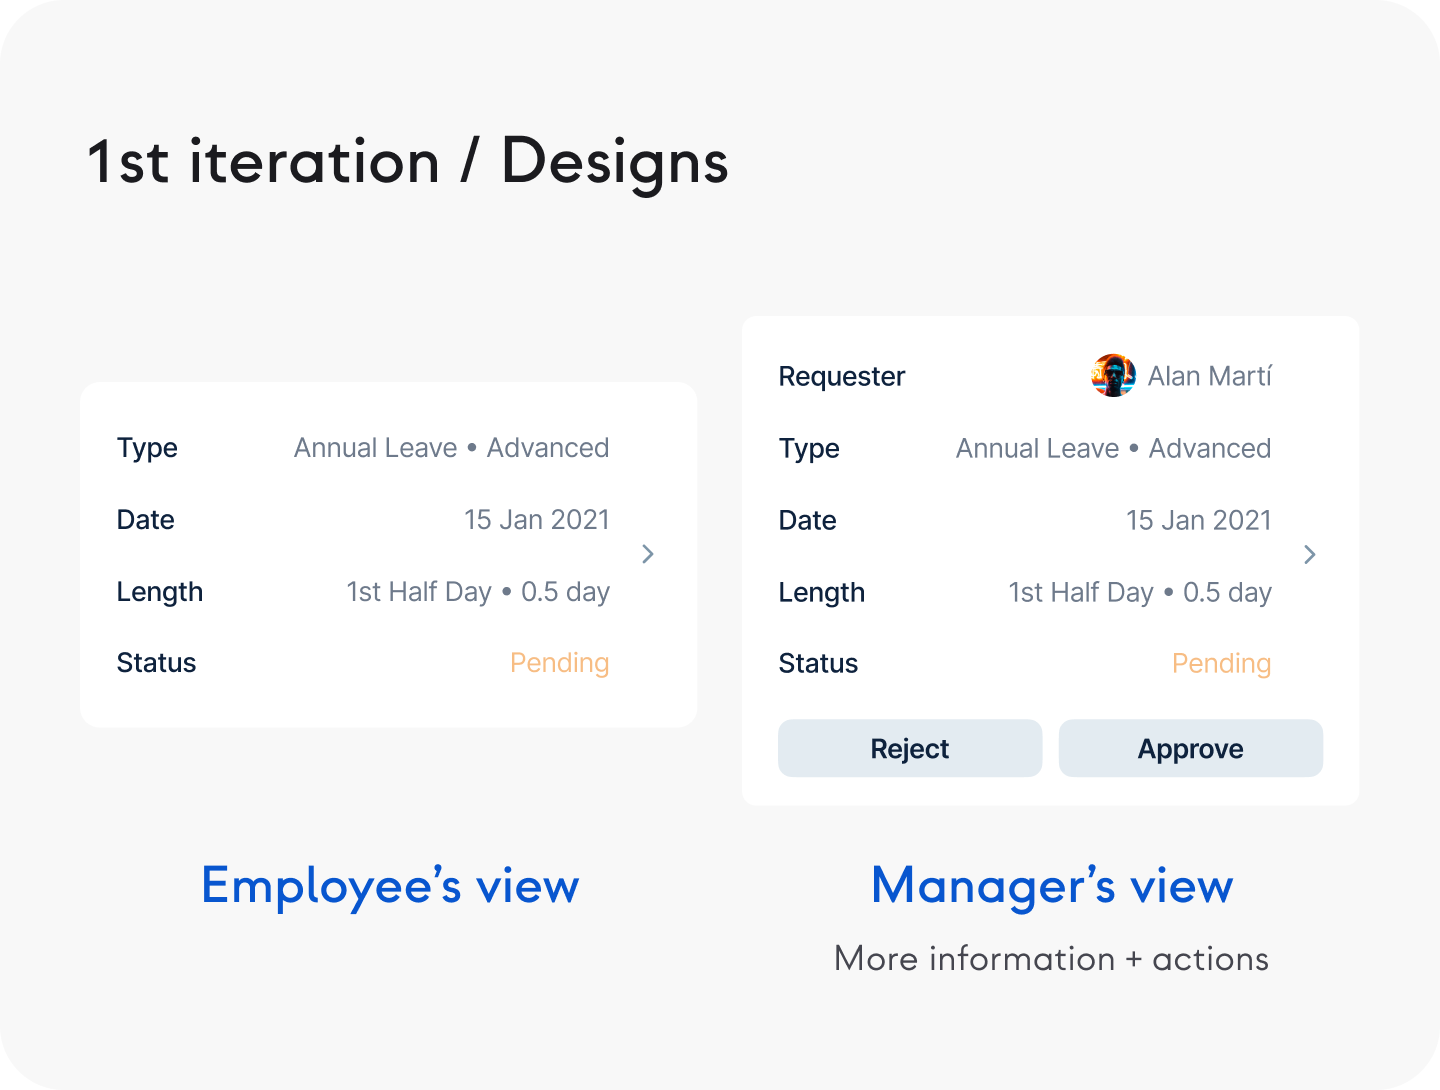 1st iteration / Designs
Type Annual Leave • Advanced
Date 15 Jan 2021
Length 1st Half Day • 0.5 day
Status Pending
Employee’s view
Requester Alan Martí
Type Annual Leave • Advanced
Date 15 Jan 2021
Length 1st Half Day • 0.5 day
Status Pending
Reject Approve
Manager’s view
More information + actions